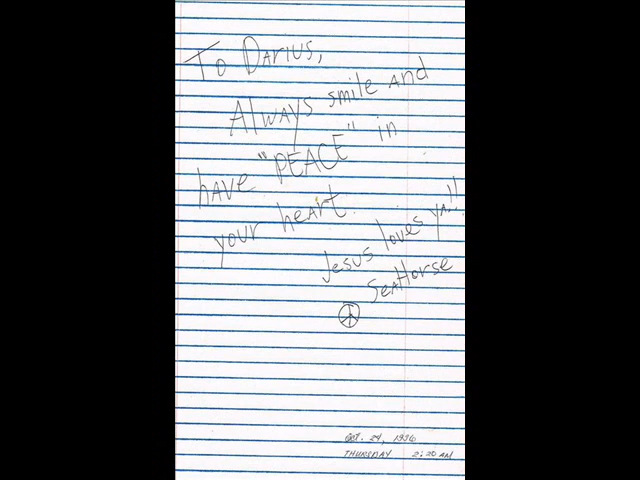 To Darius,
Always smile and
have "PEACE" in
your heart.
Jesus loves ya!!
SeaHorse
Oct. 24, 1996
THURSDAY 2:20 AM